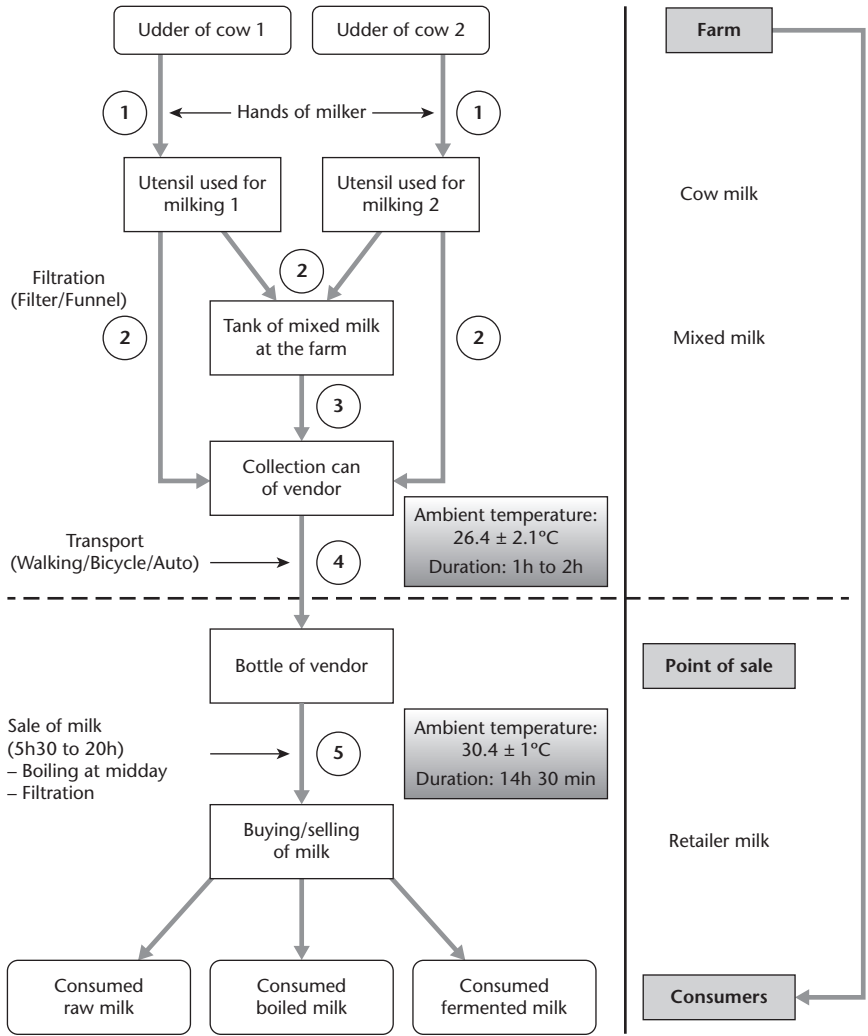 Udder of cow 1
Udder of cow 2
Farm
1
Hands of milker
1
Utensil used for
milking 1
Utensil used for
milking 2
Cow milk
Filtration
(Filter/Funnel)
2
2
Tank of mixed milk
at the farm
2
Mixed milk
3
Collection can
of vendor
Ambient temperature:
26.4 ± 2.1ºC
Duration: 1h to 2h
Transport
(Walking/Bicycle/Auto)
4
Bottle of vendor
Point of sale
Sale of milk
(5h30 to 20h)
– Boiling at midday
– Filtration
5
Ambient temperature:
30.4 ± 1ºC
Duration: 14h 30 min
Buying/selling
of milk
Retailer milk
Consumed
raw milk
Consumed
boiled milk
Consumed
fermented milk
Consumers